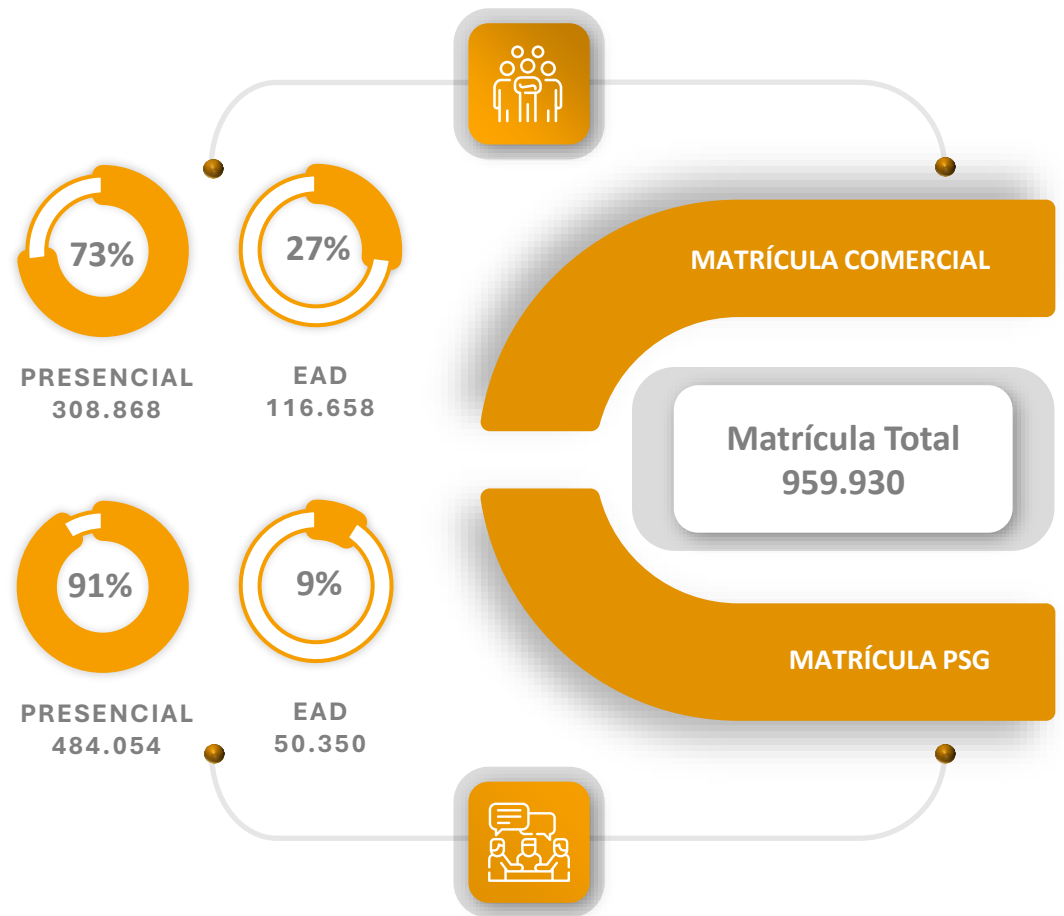 73%
27%
PRESENCIAL
308.868
EAD
116.658
MATRÍCULA COMERCIAL
Matrícula Total
959.930
91%
9%
PRESENCIAL
484.054
EAD
50.350
MATRÍCULA PSG